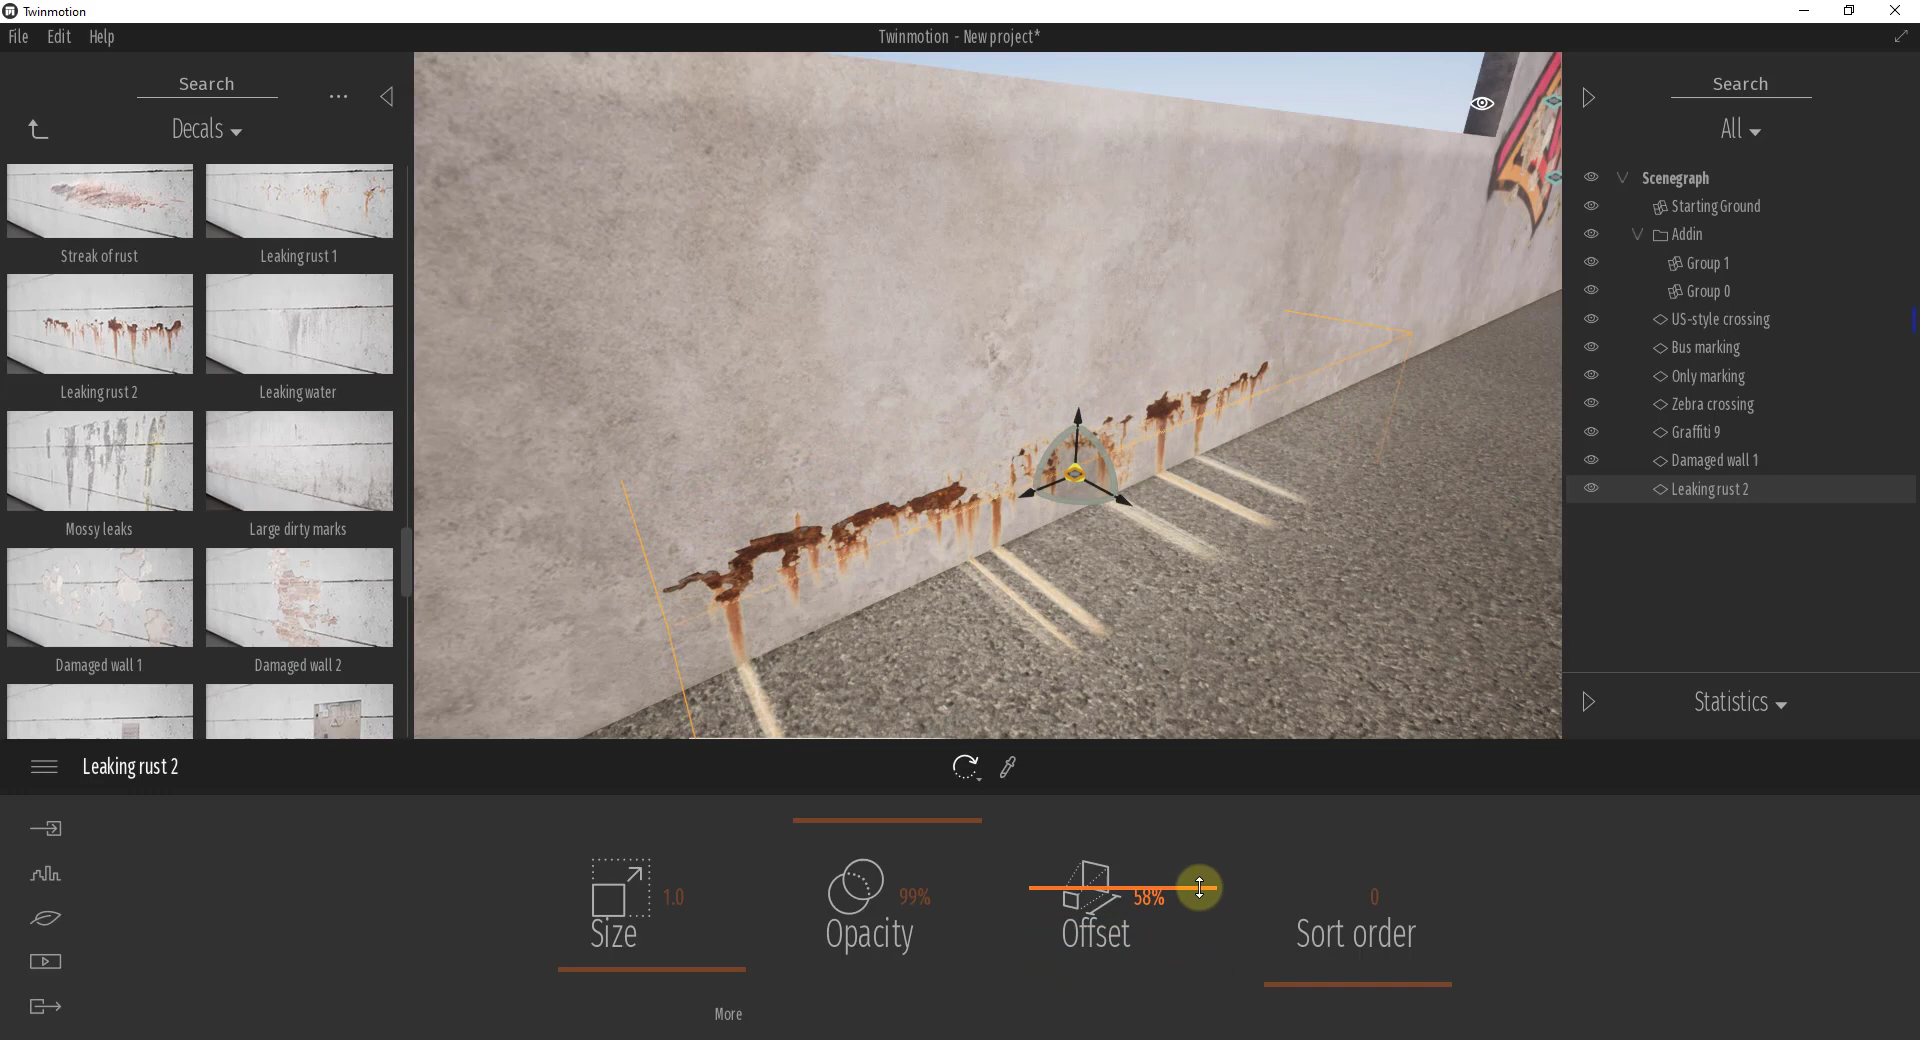 Twinmotion
File Edit Help
Twinmotion - New project*
Search
...
Decals
Streak of rust
Leaking rust 1
Leaking rust 2
Leaking water
Mossy leaks
Large dirty marks
Damaged wall 1
Damaged wall 2
Search
All
Scenegraph
Starting Ground
Addin
Group 1
Group 0
US-style crossing
Bus marking
Only marking
Zebra crossing
Graffiti 9
Damaged wall 1
Leaking rust 2
Statistics
Leaking rust 2
1.0
Size
99%
Opacity
58%
Offset
0
Sort order
More